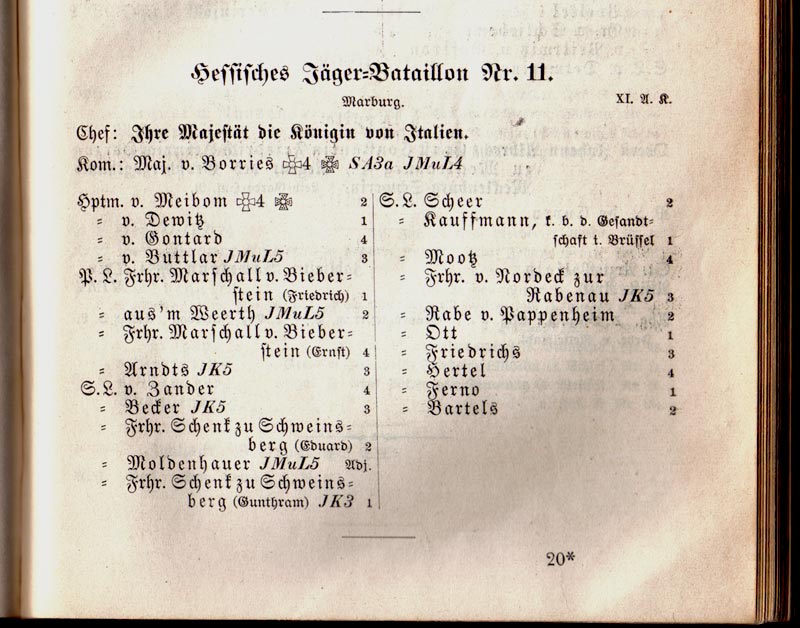 Hessisches Jäger=Bataillon Nr. 11.
Marburg.
XI. A. K.
Chef: Ihre Majestät die Königin von Italien.
Kom.: Maj. v. Borries ✠4 ✠ SA3a JMuL4
Hptm. v. Meibom ✠4 ✠ 2
= v. Dewitz 1
= v. Gontard 4
= v. Buttlar JMuL5 3
P. L. Frhr. Marschall v. Bieber=
stein (Friedrich) 1
= aus'm Weerth JMuL5 2
= Frhr. Marschall v. Bieber=
stein (Ernst) 4
= Arndts JK5 3
S. L. v. Zander 4
= Becker JK5 3
= Frhr. Schenk zu Schweins=
berg (Eduard) 2
= Moldenhauer JMuL5 Adj.
= Frhr. Schenk zu Schweins=
berg (Gunthram) JK3 1
S. L. Scheer 2
= Kauffmann, k. b. d. Gesandt=
schaft i. Brüssel 1
= Mootz 4
= Frhr. v. Nordeck zur
Rabenau JK5 3
= Rabe v. Pappenheim 2
= Ott 1
= Friedrichs 3
= Hertel 4
= Ferno 1
= Bartels 2
20*